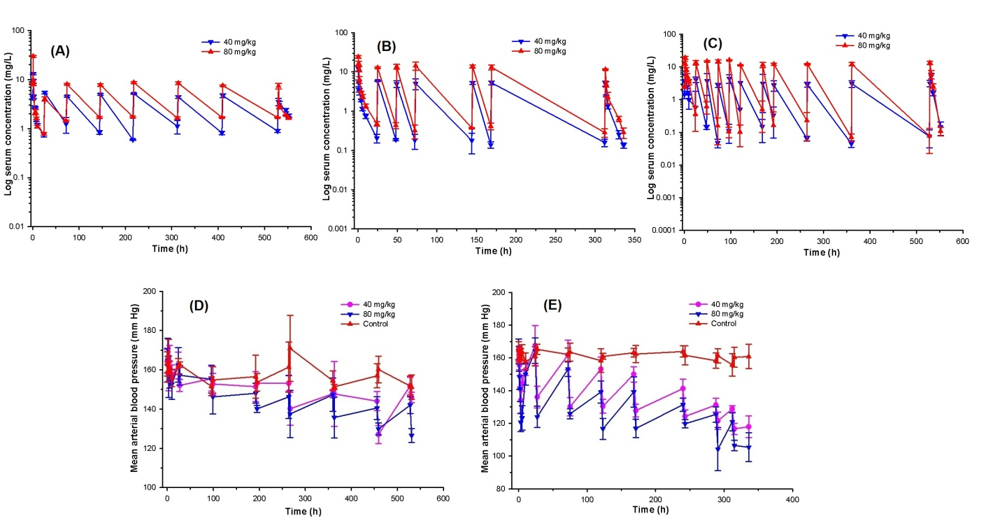 (A)
40 mg/kg
80 mg/kg
Log serum concentration (mg/L)
100
10
1
0.1
0.01
0 100 200 300 400 500 600
Time (h)
(B)
40 mg/kg
80 mg/kg
Log serum concentration (mg/L)
100
10
1
0.1
0.01
0.001
0 50 100 150 200 250 300 350
Time (h)
(C)
40 mg/kg
80 mg/kg
Log serum concentration (mg/L)
100
10
1
0.1
0.01
0.001
0.0001
0 100 200 300 400 500 600
Time (h)
(D)
40 mg/kg
80 mg/kg
Control
Mean arterial blood pressure (mm Hg)
200
180
160
140
120
100
0 100 200 300 400 500 600
Time (h)
(E)
40 mg/kg
80 mg/kg
Control
Mean arterial blood pressure (mm Hg)
200
180
160
140
120
100
80
0 100 200 300 400
Time (h)